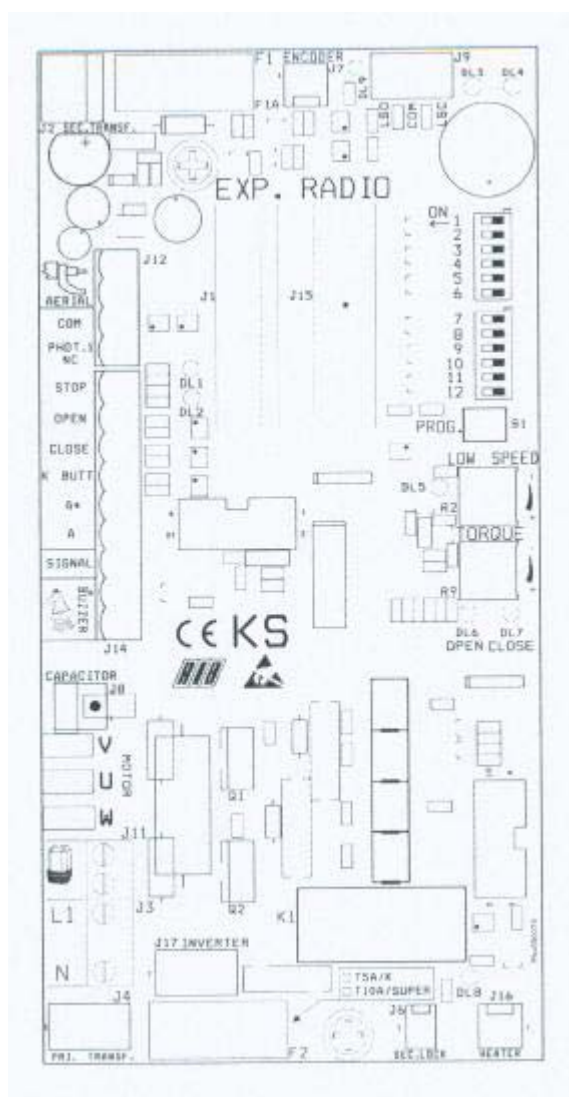 F1 ENCODER
J7
J9
DL3 DL4
DL9
F1A
LSO
COM
LSC
J2 SEC.TRANSF.
EXP. RADIO
ON
1
2
3
4
5
6
7
8
9
10
11
12
J12
AERIAL
J1
J15
COM
PHOT.1
NC
STOP
DL1
OPEN
DL2
CLOSE
K BUTT
A
SIGNAL
BUZZER
J14
PROG.
S1
LOW SPEED
DL5
R2
TORQUE
R9
DL6 DL7
OPEN CLOSE
CE KS
RIB
CAPACITOR
J8
V
U
W
MOTOR
J11
Q1
Q2
J3
K1
L1
N
J17 INVERTER
J4
PRI. TRANSF.
T5A/K
T10A/SUPER
DL8
F2
J6
SEC.LOCK
J16
HEATER